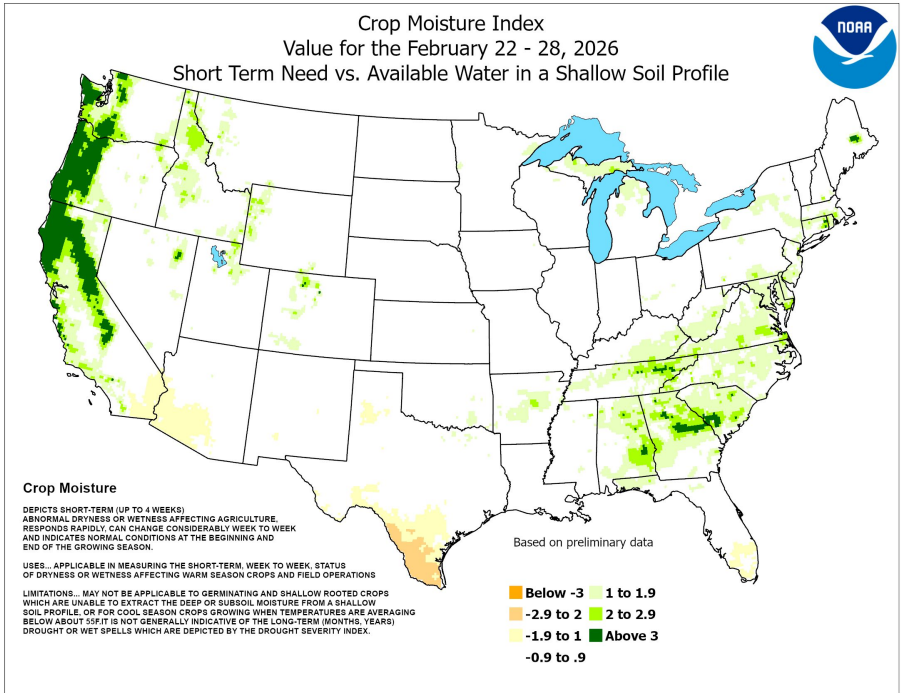 Crop Moisture Index
Value for the February 22 - 28, 2026
Short Term Need vs. Available Water in a Shallow Soil Profile
NOAA
Crop Moisture
DEPICTS SHORT-TERM (UP TO 4 WEEKS)
ABNORMAL DRYNESS OR WETNESS AFFECTING AGRICULTURE,
RESPONDS RAPIDLY, CAN CHANGE CONSIDERABLY WEEK TO WEEK
AND INDICATES NORMAL CONDITIONS AT THE BEGINNING AND
END OF THE GROWING SEASON.
USES... APPLICABLE IN MEASURING THE SHORT-TERM, WEEK TO WEEK, STATUS
OF DRYNESS OR WETNESS AFFECTING WARM SEASON CROPS AND FIELD OPERATIONS
LIMITATIONS... MAY NOT BE APPLICABLE TO GERMINATING AND SHALLOW ROOTED CROPS
WHICH ARE UNABLE TO EXTRACT THE DEEP OR SUBSOIL MOISTURE FROM A SHALLOW
SOIL PROFILE, OR FOR COOL SEASON CROPS GROWING WHEN TEMPERATURES ARE AVERAGING
BELOW ABOUT 55F.IT IS NOT GENERALLY INDICATIVE OF THE LONG-TERM (MONTHS, YEARS)
DROUGHT OR WET SPELLS WHICH ARE DEPICTED BY THE DROUGHT SEVERITY INDEX.
Based on preliminary data
Below -3
-2.9 to 2
-1.9 to 1
-0.9 to .9
1 to 1.9
2 to 2.9
Above 3